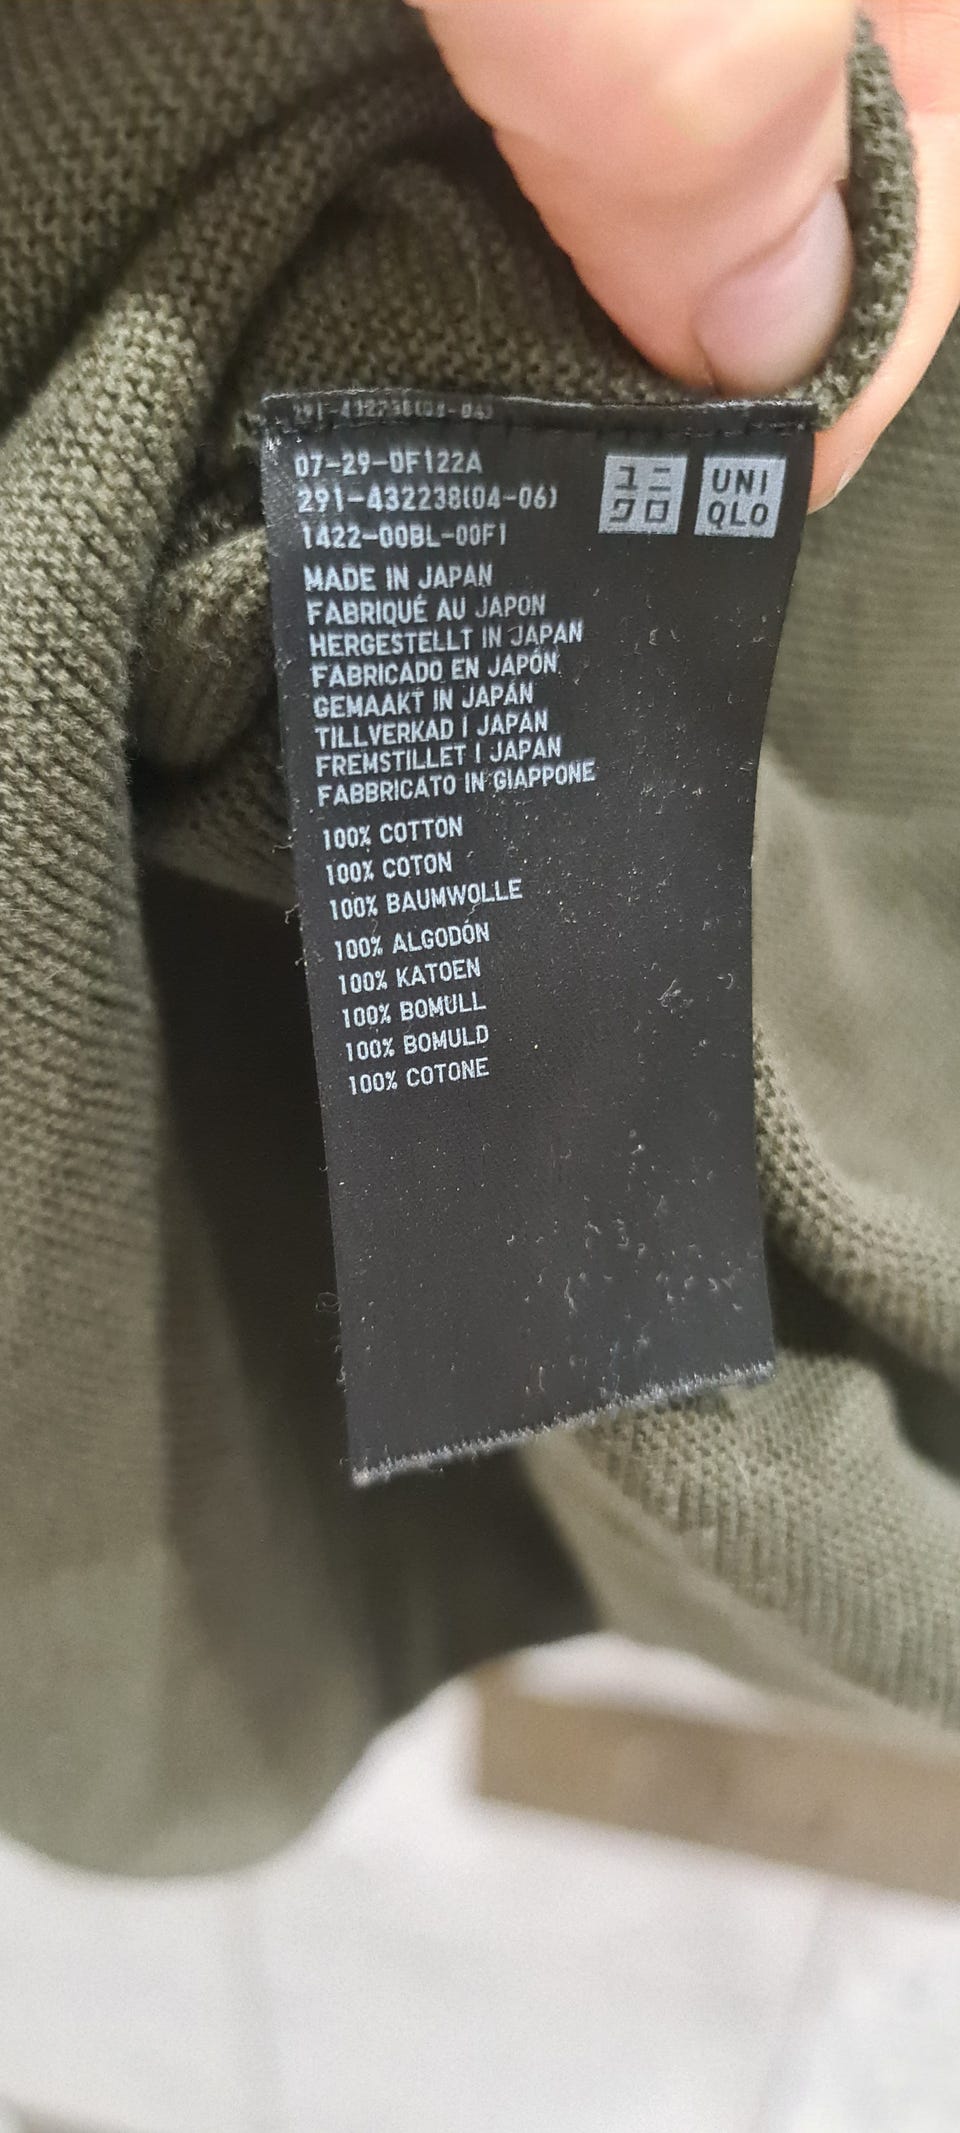 07-29-0F122A
291-432238(04-06)
1422-00BL-00F1
ユニ
クロ
UNI
QLO
MADE IN JAPAN
FABRIQUÉ AU JAPON
HERGESTELLT IN JAPAN
FABRICADO EN JAPÓN
GEMAAKT IN JAPAN
TILLVERKAD I JAPAN
FREMSTILLET I JAPAN
FABBRICATO IN GIAPPONE
100% COTTON
100% COTON
100% BAUMWOLLE
100% ALGODÓN
100% KATOEN
100% BOMULL
100% BOMULD
100% COTONE